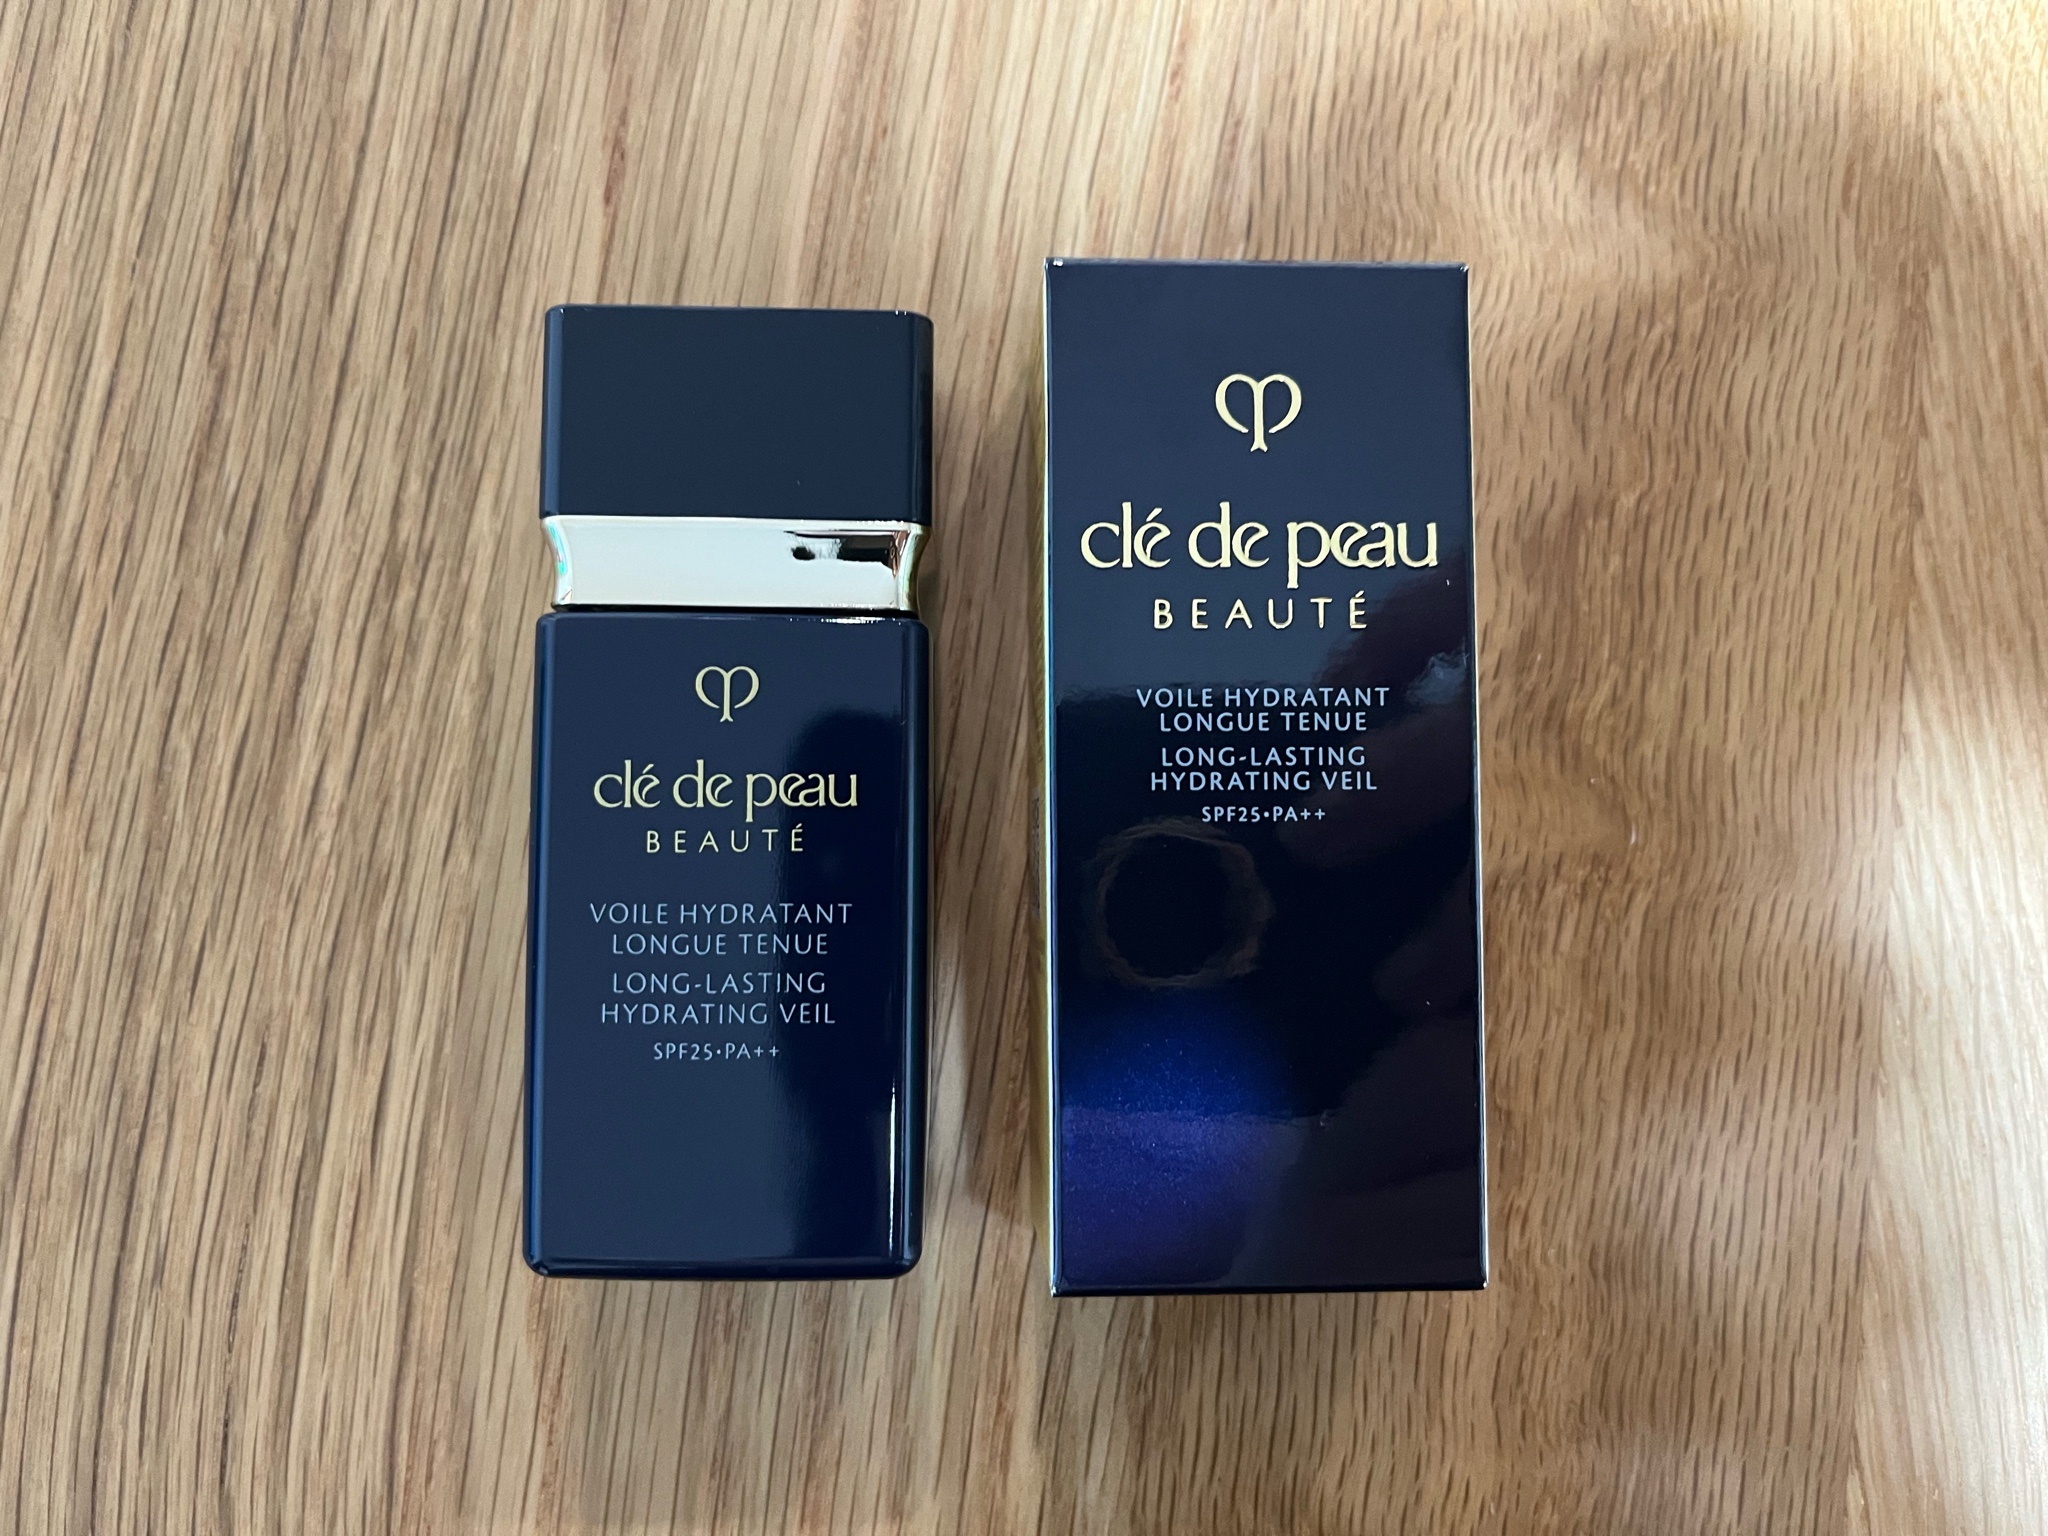 clé de peau
BEAUTÉ
VOILE HYDRATANT
LONGUE TENUE
LONG-LASTING
HYDRATING VEIL
SPF25•PA++
clé de peau
BEAUTÉ
VOILE HYDRATANT
LONGUE TENUE
LONG-LASTING
HYDRATING VEIL
SPF25•PA++